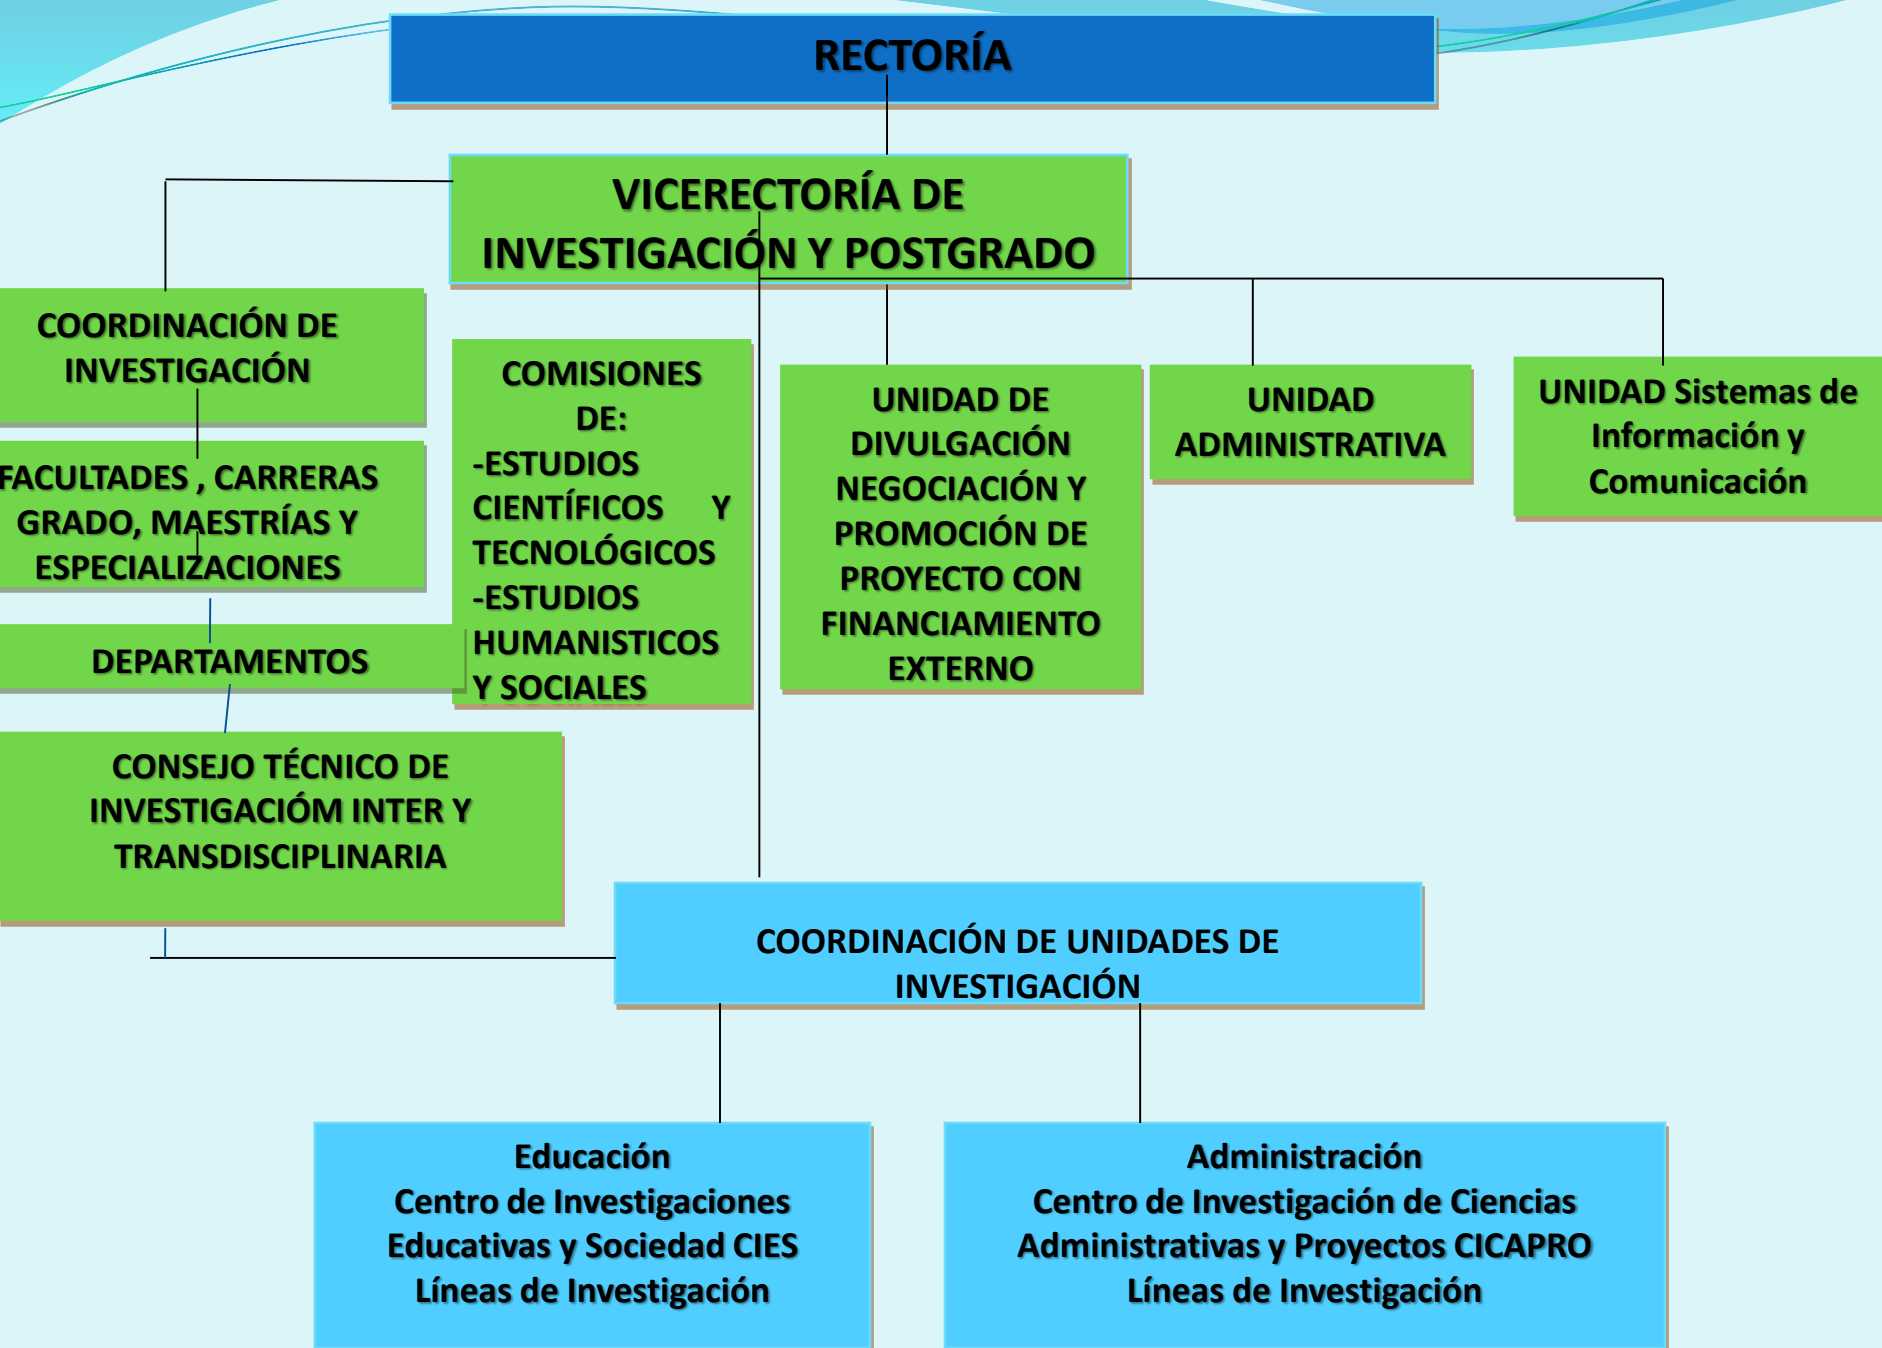 RECTORÍA
VICERECTORÍA DE
INVESTIGACIÓN Y POSTGRADO
COORDINACIÓN DE
INVESTIGACIÓN
FACULTADES , CARRERAS
GRADO, MAESTRÍAS Y
ESPECIALIZACIONES
DEPARTAMENTOS
CONSEJO TÉCNICO DE
INVESTIGACIÓM INTER Y
TRANSDISCIPLINARIA
COMISIONES
DE:
-ESTUDIOS
CIENTÍFICOS Y
TECNOLÓGICOS
-ESTUDIOS
HUMANISTICOS
Y SOCIALES
UNIDAD DE
DIVULGACIÓN
NEGOCIACIÓN Y
PROMOCIÓN DE
PROYECTO CON
FINANCIAMIENTO
EXTERNO
UNIDAD
ADMINISTRATIVA
UNIDAD Sistemas de
Información y
Comunicación
COORDINACIÓN DE UNIDADES DE
INVESTIGACIÓN
Educación
Centro de Investigaciones
Educativas y Sociedad CIES
Líneas de Investigación
Administración
Centro de Investigación de Ciencias
Administrativas y Proyectos CICAPRO
Líneas de Investigación